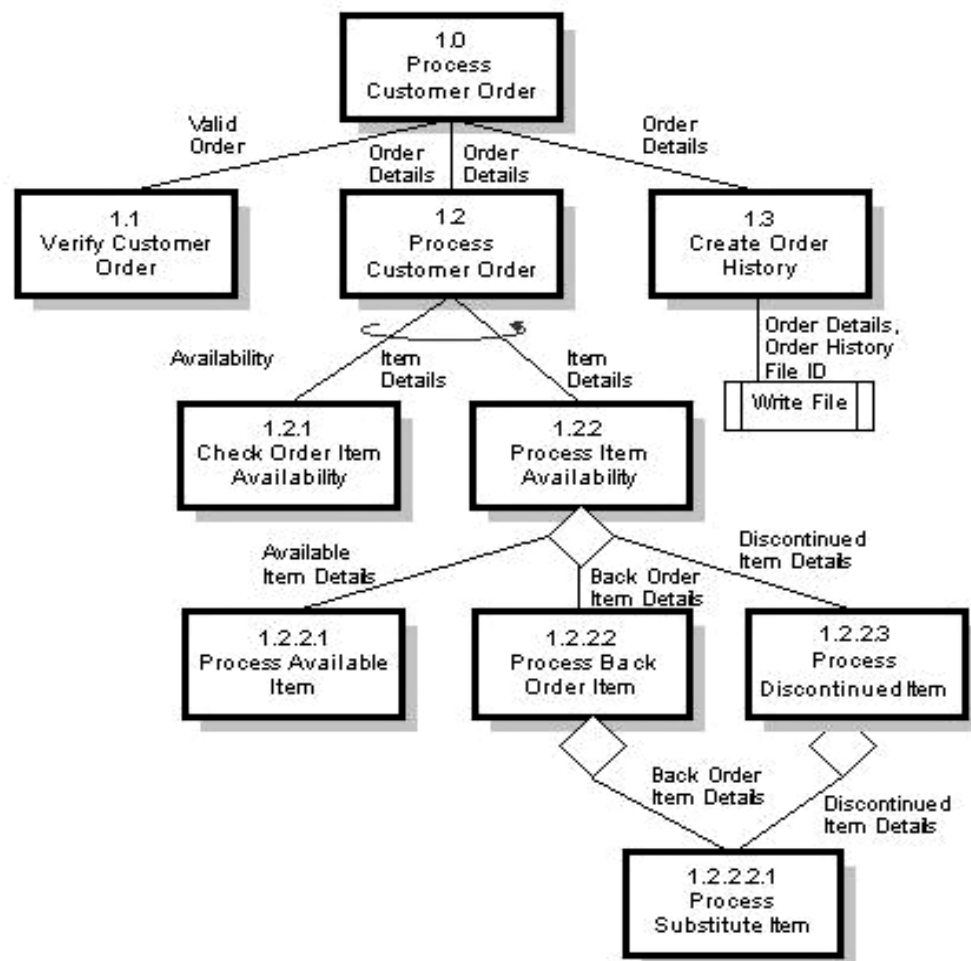 1.0
Process
Customer Order
Valid
Order
Order
Details
Order
Details
Order
Details
1.1
Verify Customer
Order
1.2
Process
Customer Order
1.3
Create Order
History
Availability
Item
Details
Item
Details
Order Details,
Order History
File ID
Write File
1.2.1
Check Order Item
Availability
1.2.2
Process Item
Availability
Available
Item Details
Back Order
Item Details
Discontinued
Item Details
1.2.2.1
Process Available
Item
1.2.2.2
Process Back
Order Item
1.2.2.3
Process
Discontinued Item
Back Order
Item Details
Discontinued
Item Details
1.2.2.2.1
Process
Substitute Item